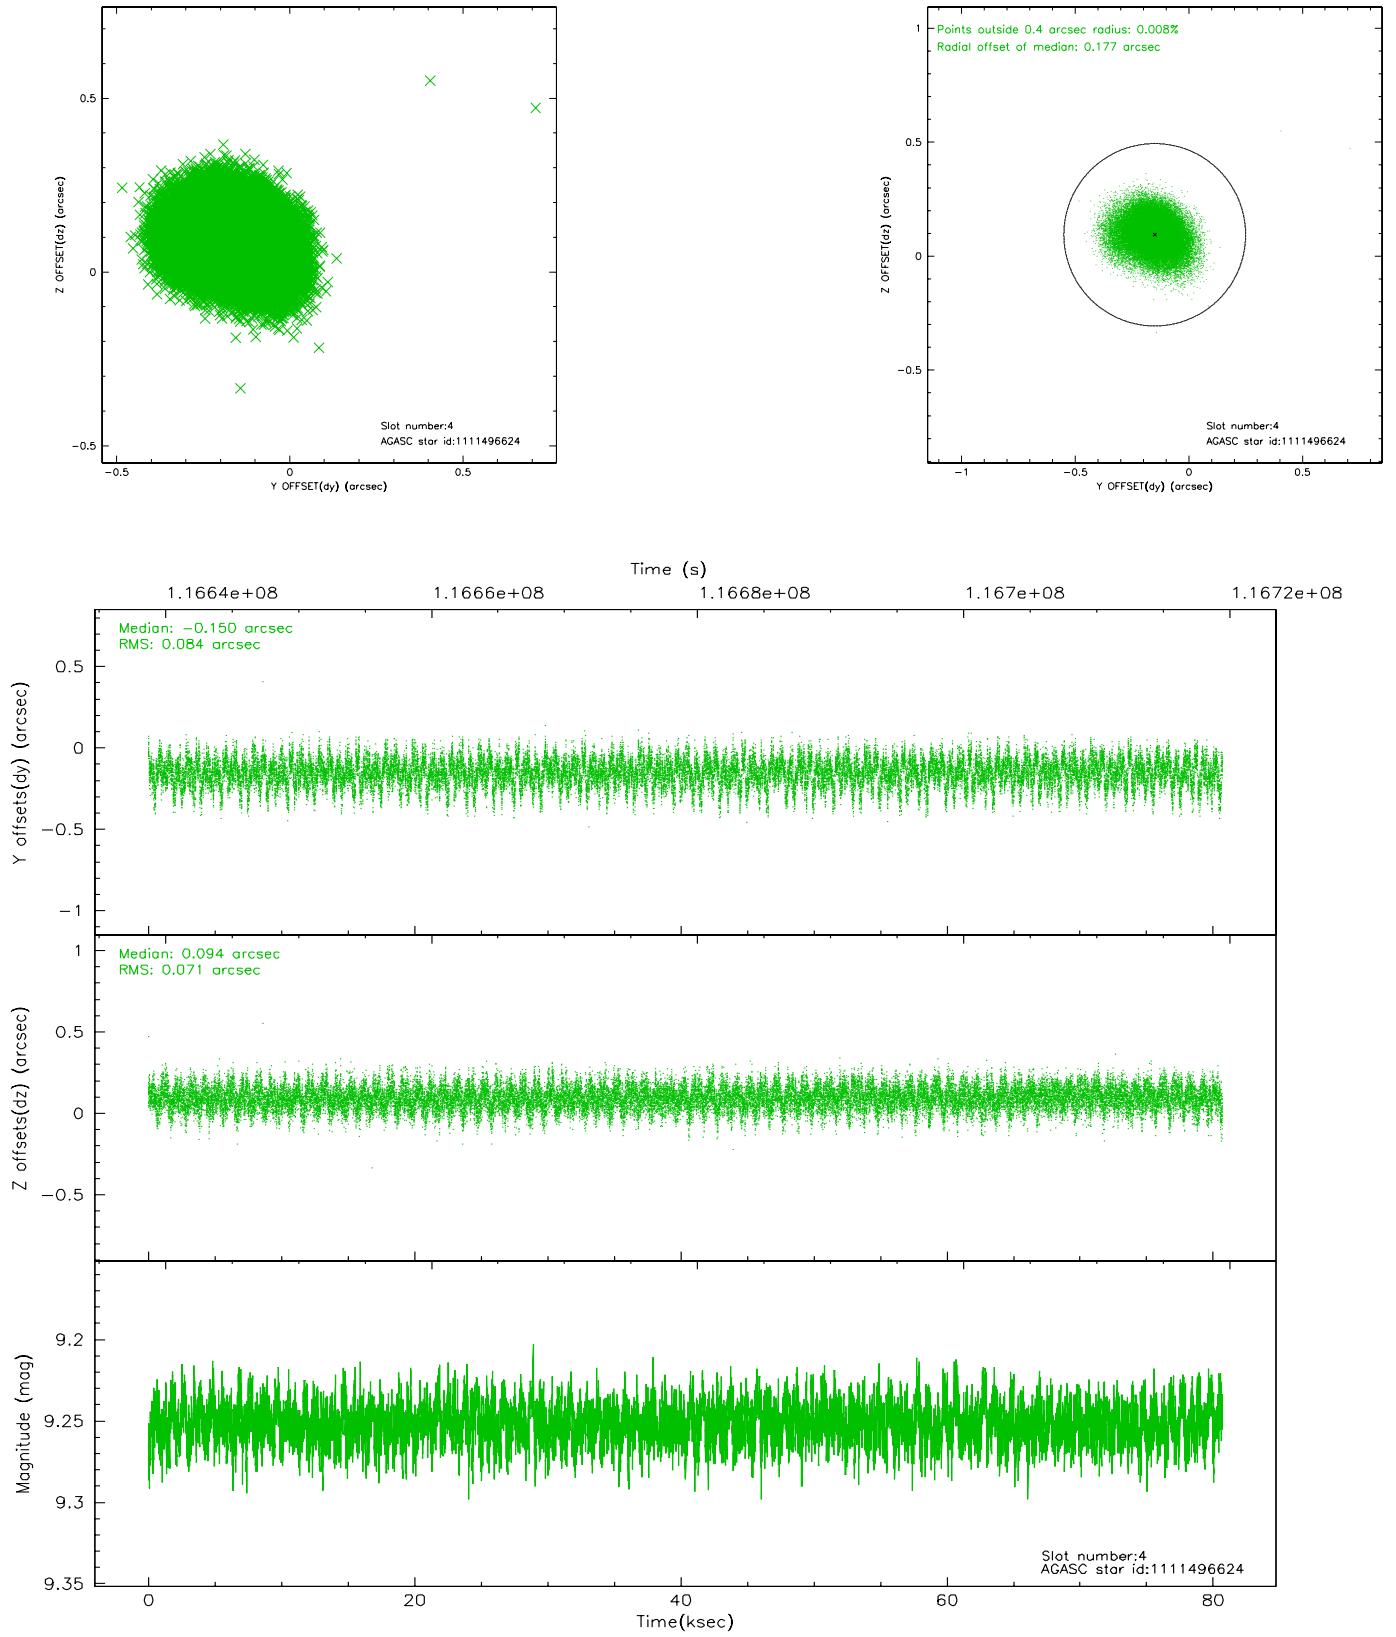 0.5
0
-0.5
Z OFFSET(dz) (arcsec)
Slot number:4
AGASC star id:1111496624
-0.5
0
0.5
Y OFFSET(dy) (arcsec)
Points outside 0.4 arcsec radius: 0.008%
Radial offset of median: 0.177 arcsec
1
0.5
0
-0.5
Z OFFSET(dz) (arcsec)
Slot number:4
AGASC star id:1111496624
-1
-0.5
0
0.5
Y OFFSET(dy) (arcsec)
Time (s)
1.1664e+08
1.1666e+08
1.1668e+08
1.167e+08
1.1672e+08
Median: -0.150 arcsec
RMS: 0.084 arcsec
0.5
0
-0.5
-1
Y offsets(dy) (arcsec)
Median: 0.094 arcsec
RMS: 0.071 arcsec
1
0.5
0
-0.5
Z offsets(dz) (arcsec)
9.2
9.25
9.3
9.35
Magnitude (mag)
Slot number:4
AGASC star id:1111496624
0
20
40
60
80
Time(ksec)